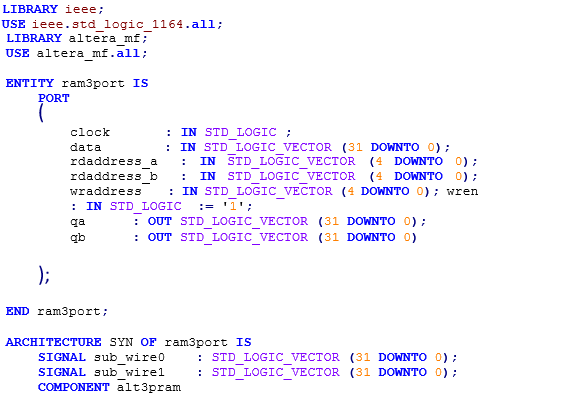 LIBRARY ieee;
USE ieee.std_logic_1164.all;
LIBRARY altera_mf;
USE altera_mf.all;
ENTITY ram3port IS
PORT
(
clock : IN STD_LOGIC ;
data : IN STD_LOGIC_VECTOR (31 DOWNTO 0);
rdaddress_a : IN STD_LOGIC_VECTOR (4 DOWNTO 0);
rdaddress_b : IN STD_LOGIC_VECTOR (4 DOWNTO 0);
wraddress : IN STD_LOGIC_VECTOR (4 DOWNTO 0); wren
: IN STD_LOGIC := '1';
qa : OUT STD_LOGIC_VECTOR (31 DOWNTO 0);
qb : OUT STD_LOGIC_VECTOR (31 DOWNTO 0)
);
END ram3port;
ARCHITECTURE SYN OF ram3port IS
SIGNAL sub_wire0 : STD_LOGIC_VECTOR (31 DOWNTO 0);
SIGNAL sub_wire1 : STD_LOGIC_VECTOR (31 DOWNTO 0);
COMPONENT alt3pram